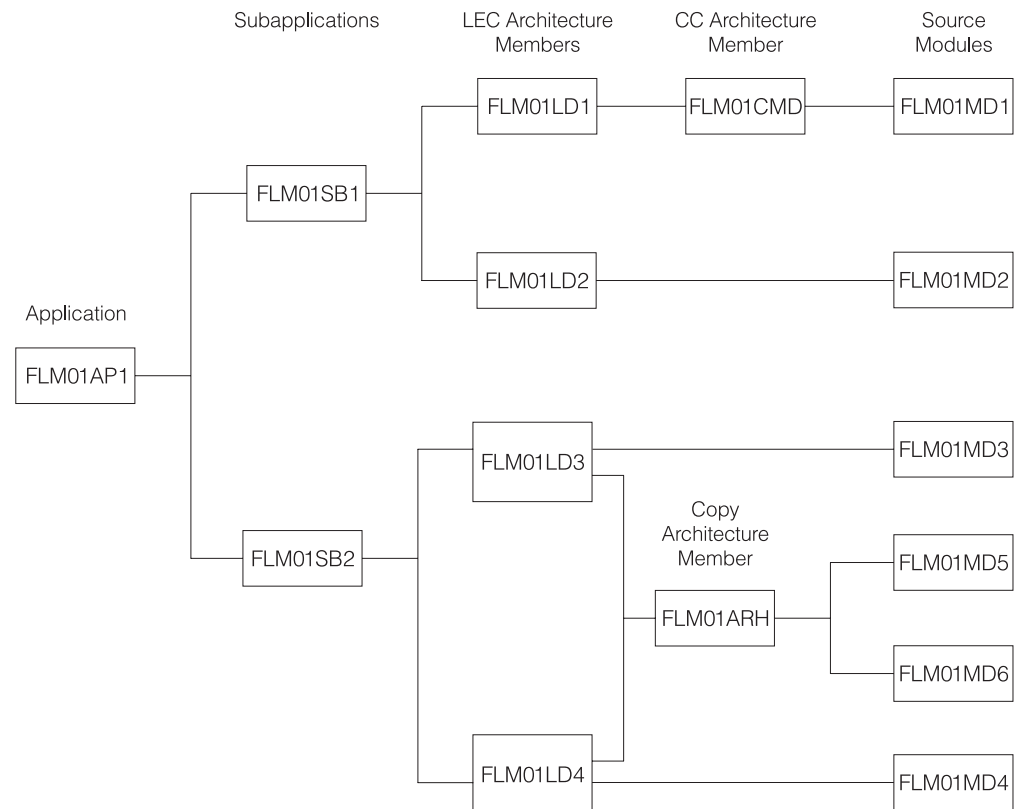 Subapplications
LEC Architecture
Members
CC Architecture
Member
Source
Modules
FLM01LD1
FLM01CMD
FLM01MD1
FLM01SB1
FLM01LD2
FLM01MD2
Application
FLM01AP1
FLM01LD3
FLM01MD3
Copy
Architecture
Member
FLM01SB2
FLM01MD5
FLM01ARH
FLM01MD6
FLM01LD4
FLM01MD4